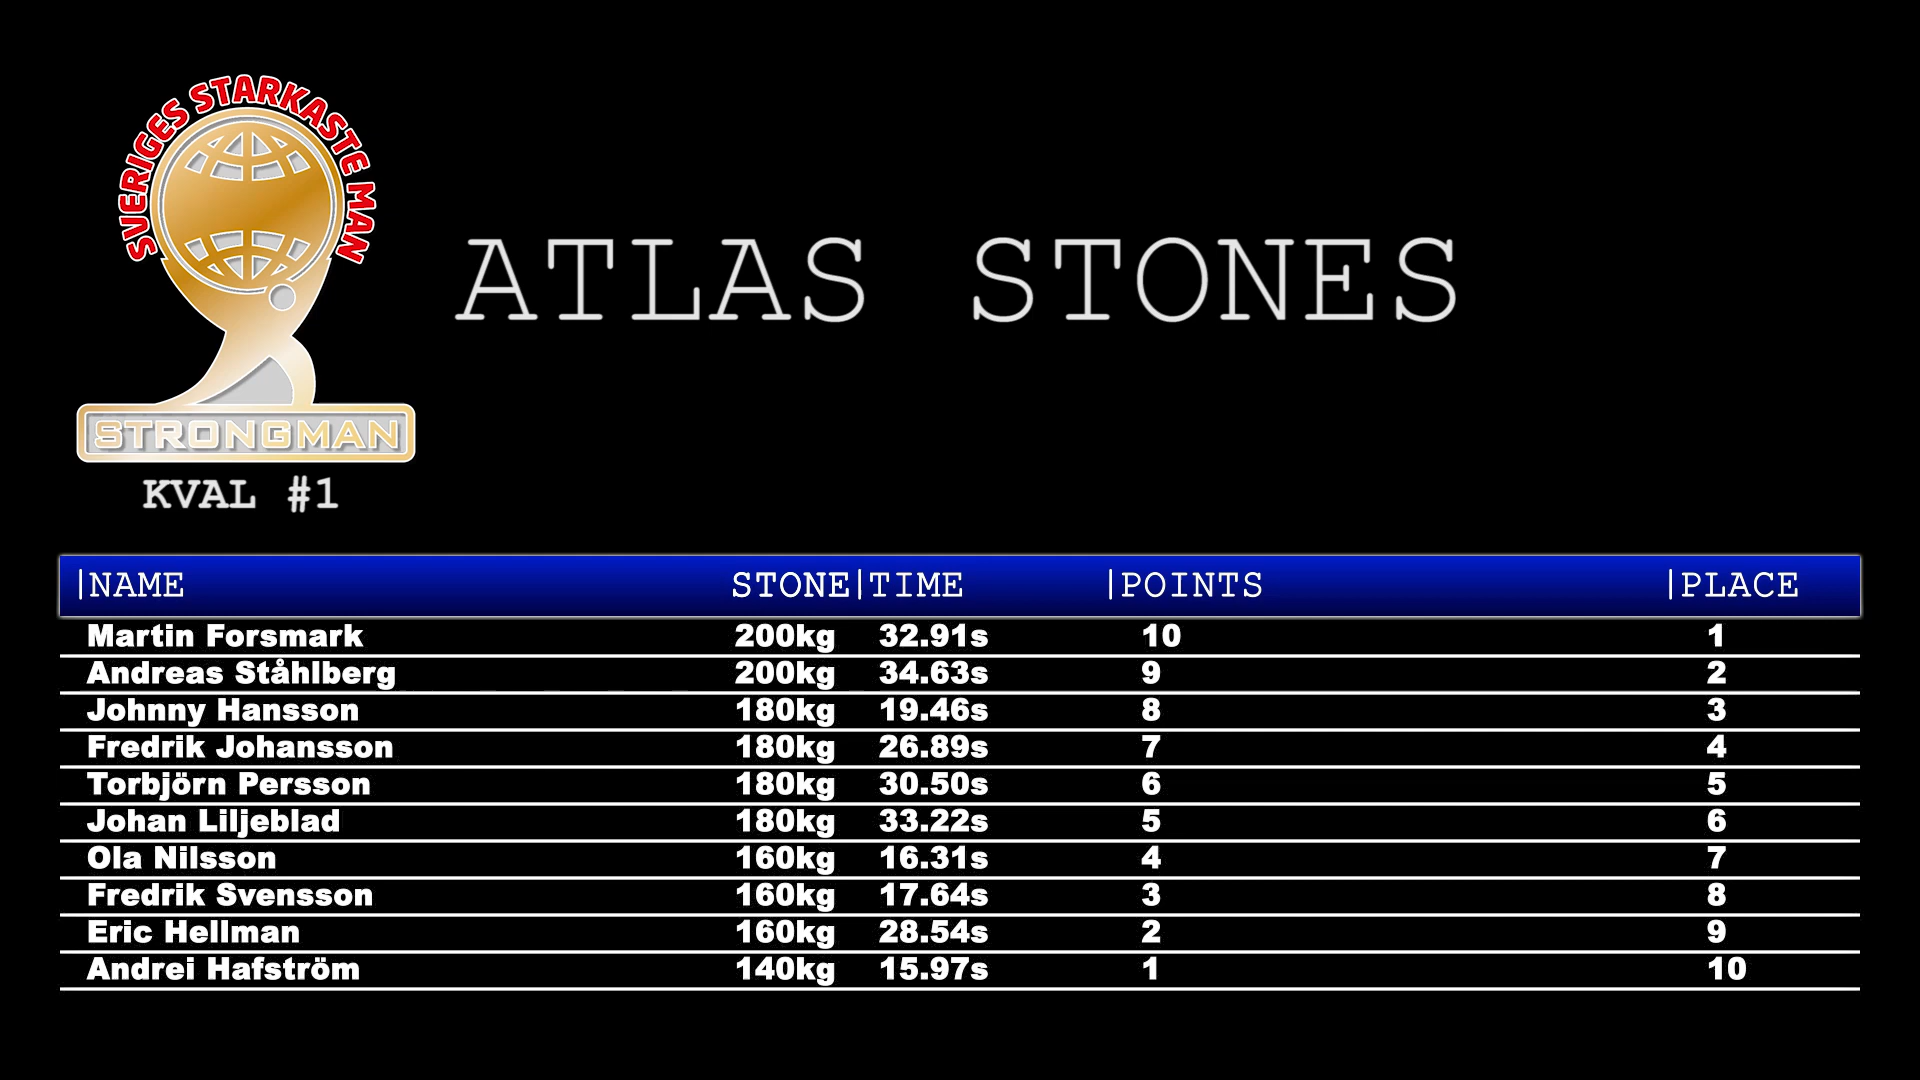 SVERIGES STARKASTE MAN
STRONGMAN
KVAL #1
ATLAS STONES
|NAME STONE|TIME |POINTS |PLACE
Martin Forsmark 200kg 32.91s 10 1
Andreas Ståhlberg 200kg 34.63s 9 2
Johnny Hansson 180kg 19.46s 8 3
Fredrik Johansson 180kg 26.89s 7 4
Torbjörn Persson 180kg 30.50s 6 5
Johan Liljeblad 180kg 33.22s 5 6
Ola Nilsson 160kg 16.31s 4 7
Fredrik Svensson 160kg 17.64s 3 8
Eric Hellman 160kg 28.54s 2 9
Andrei Hafström 140kg 15.97s 1 10